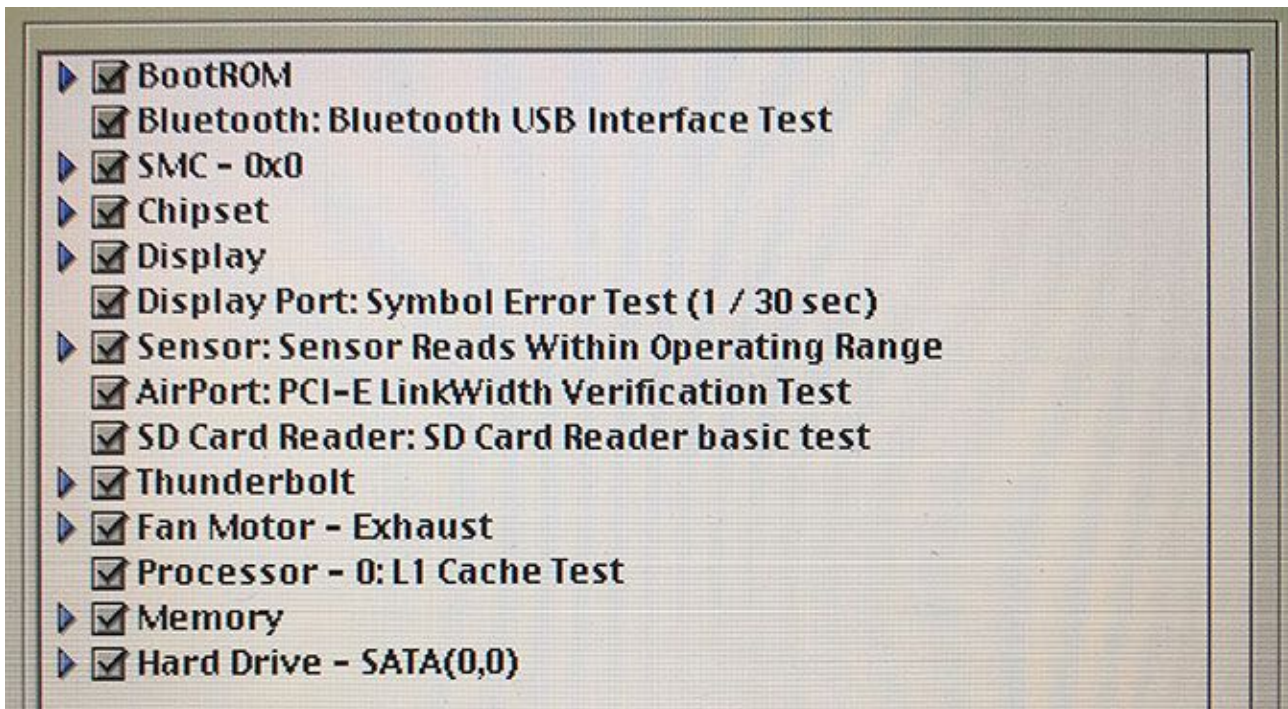 BootROM
Bluetooth: Bluetooth USB Interface Test
SMC - 0x0
Chipset
Display
Display Port: Symbol Error Test (1 / 30 sec)
Sensor: Sensor Reads Within Operating Range
AirPort: PCI-E LinkWidth Verification Test
SD Card Reader: SD Card Reader basic test
Thunderbolt
Fan Motor - Exhaust
Processor - 0: L1 Cache Test
Memory
Hard Drive - SATA(0,0)